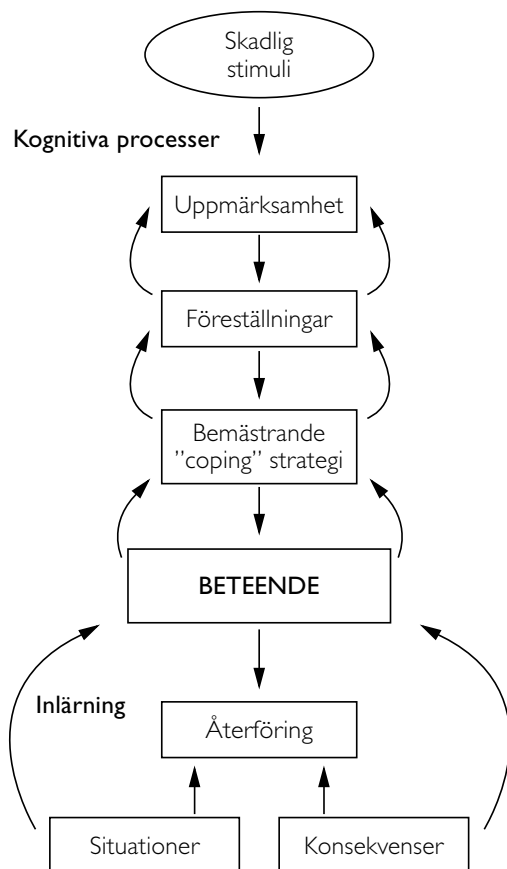 Skadlig
stimuli
Kognitiva processer
Uppmärksamhet
Föreställningar
Bemästrande
”coping” strategi
BETEENDE
Inlärning
Återföring
Situationer
Konsekvenser